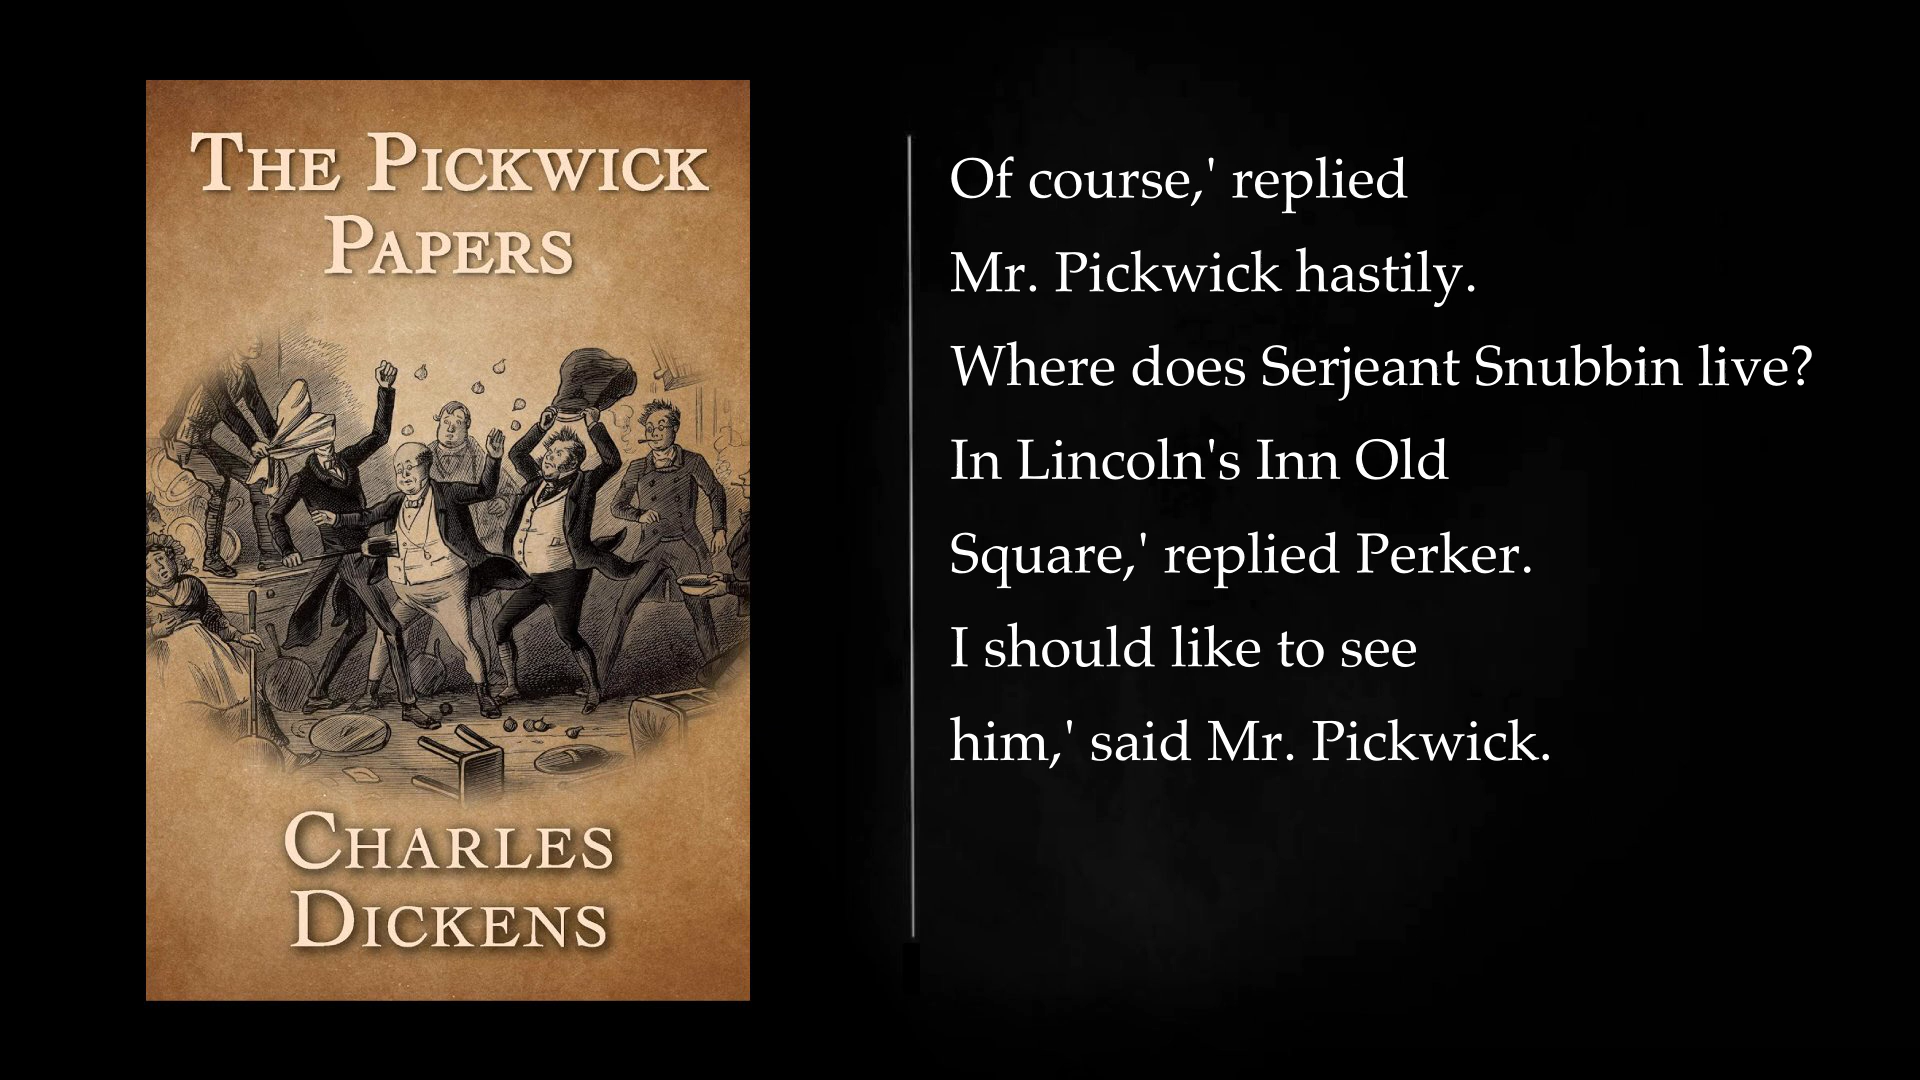 The Pickwick
Papers
Charles
Dickens
Of course,' replied
Mr. Pickwick hastily.
Where does Serjeant Snubbin live?
In Lincoln's Inn Old
Square,' replied Perker.
I should like to see
him,' said Mr. Pickwick.